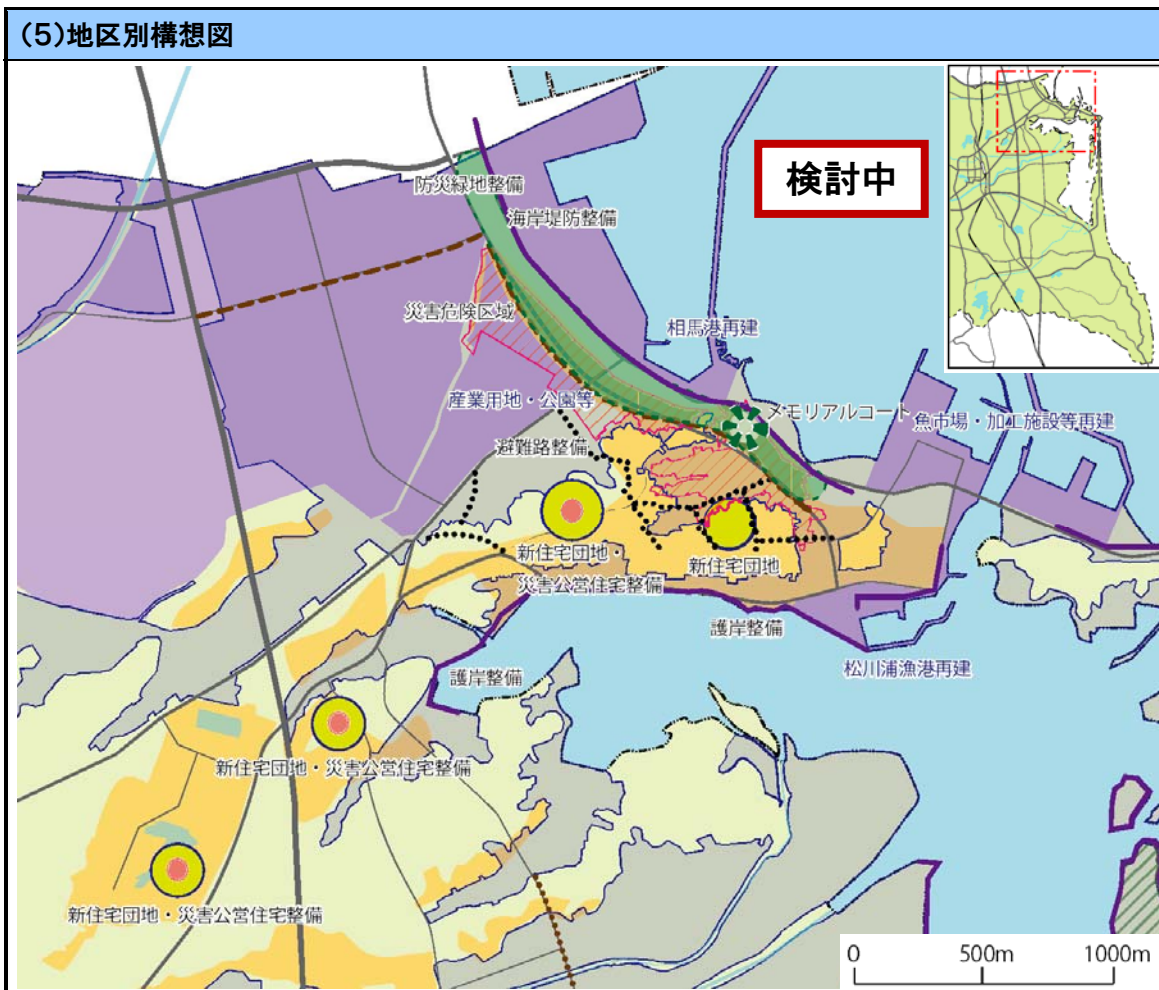 (5)地区別構想図
検討中
防災緑地整備
海岸堤防整備
災害危険区域
相馬港再建
産業用地・公園等
メモリアルコート
魚市場・加工施設等再建
避難路整備
新住宅団地・
災害公営住宅整備
新住宅団地
護岸整備
護岸整備
松川浦漁港再建
新住宅団地・災害公営住宅整備
新住宅団地・災害公営住宅整備
0 500m 1000m